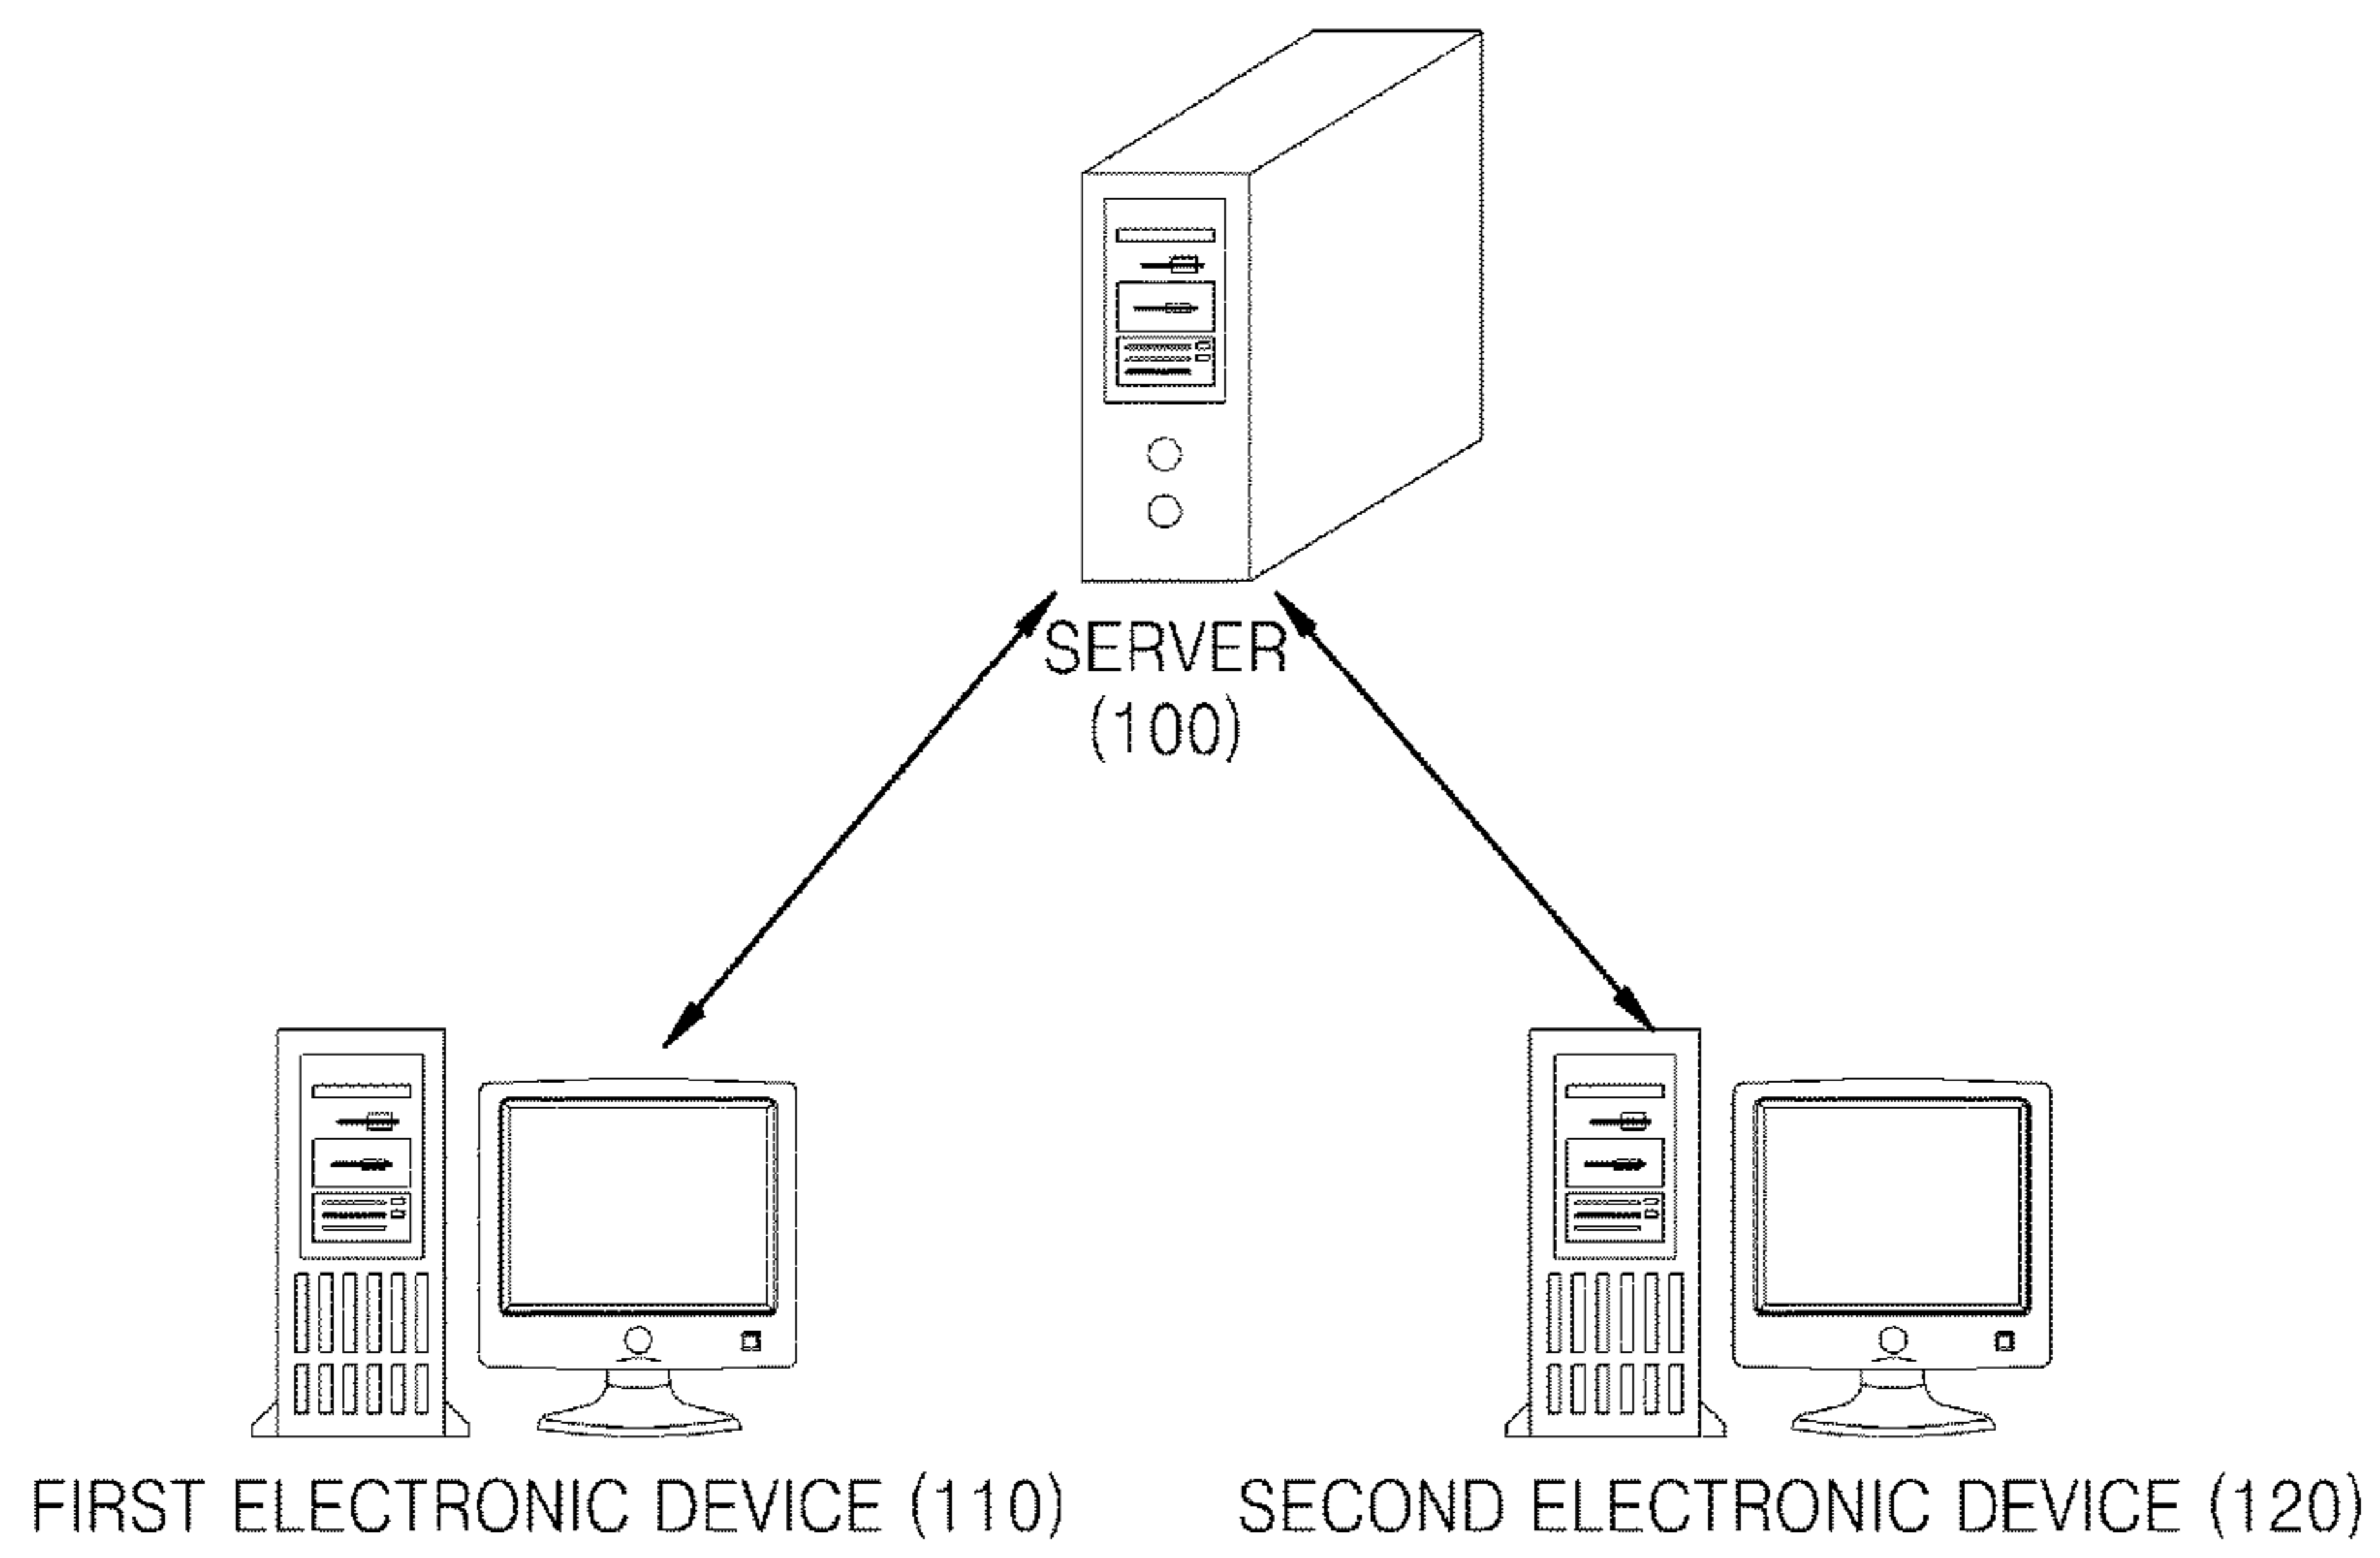 SERVER
(100)
FIRST ELECTRONIC DEVICE (110)
SECOND ELECTRONIC DEVICE (120)